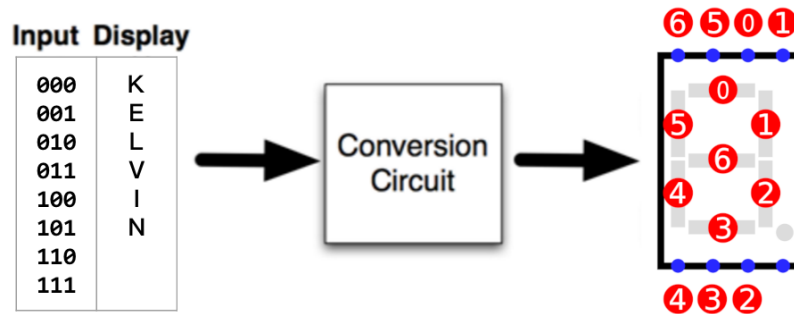 Input Display
000 K
001 E
010 L
011 V
100 I
101 N
110
111
Conversion
Circuit
6 5 0 1
0
5 1
6
4 2
3
4 3 2